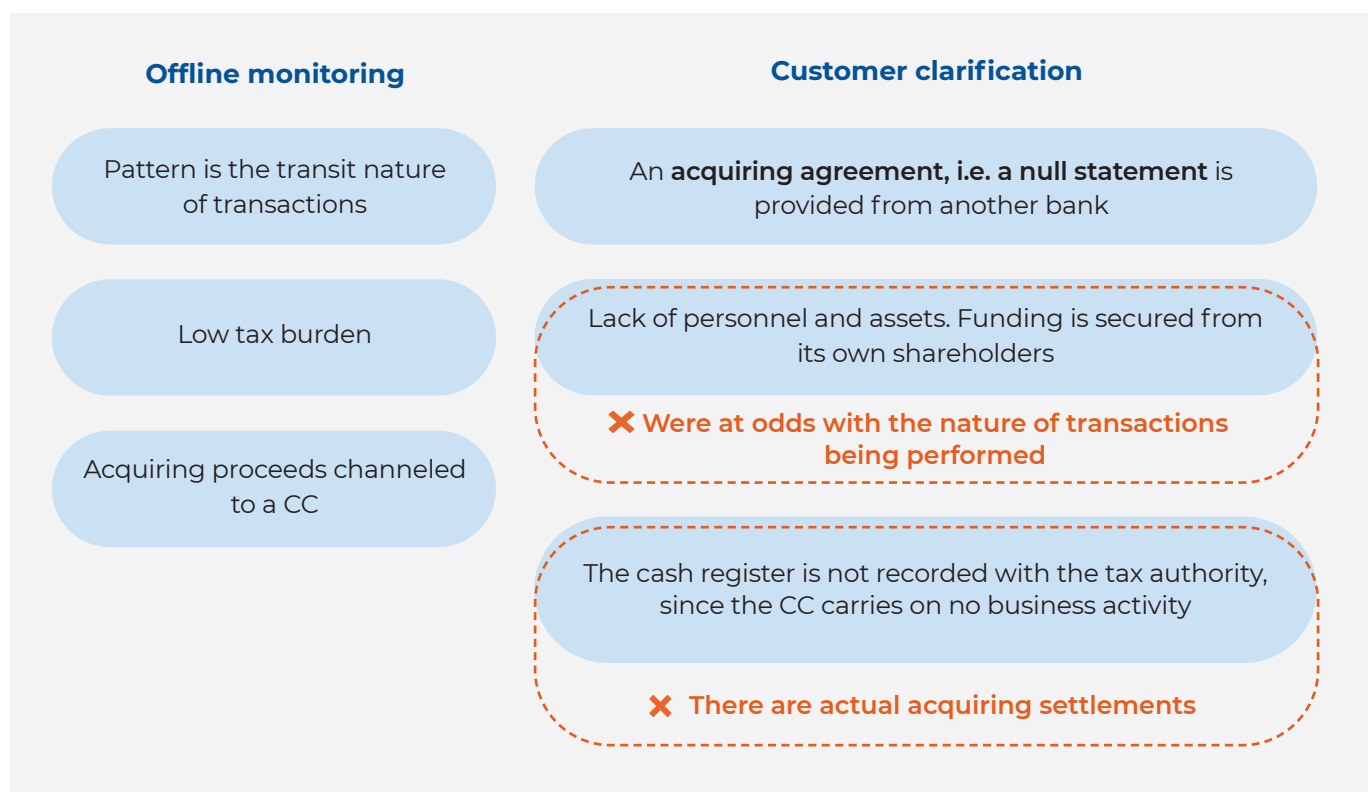 Offline monitoring
Pattern is the transit nature
of transactions
Low tax burden
Acquiring proceeds channeled
to a CC
Customer clarification
An acquiring agreement, i.e. a null statement is
provided from another bank
Lack of personnel and assets. Funding is secured from
its own shareholders
Were at odds with the nature of transactions
being performed
The cash register is not recorded with the tax authority,
since the CC carries on no business activity
There are actual acquiring settlements